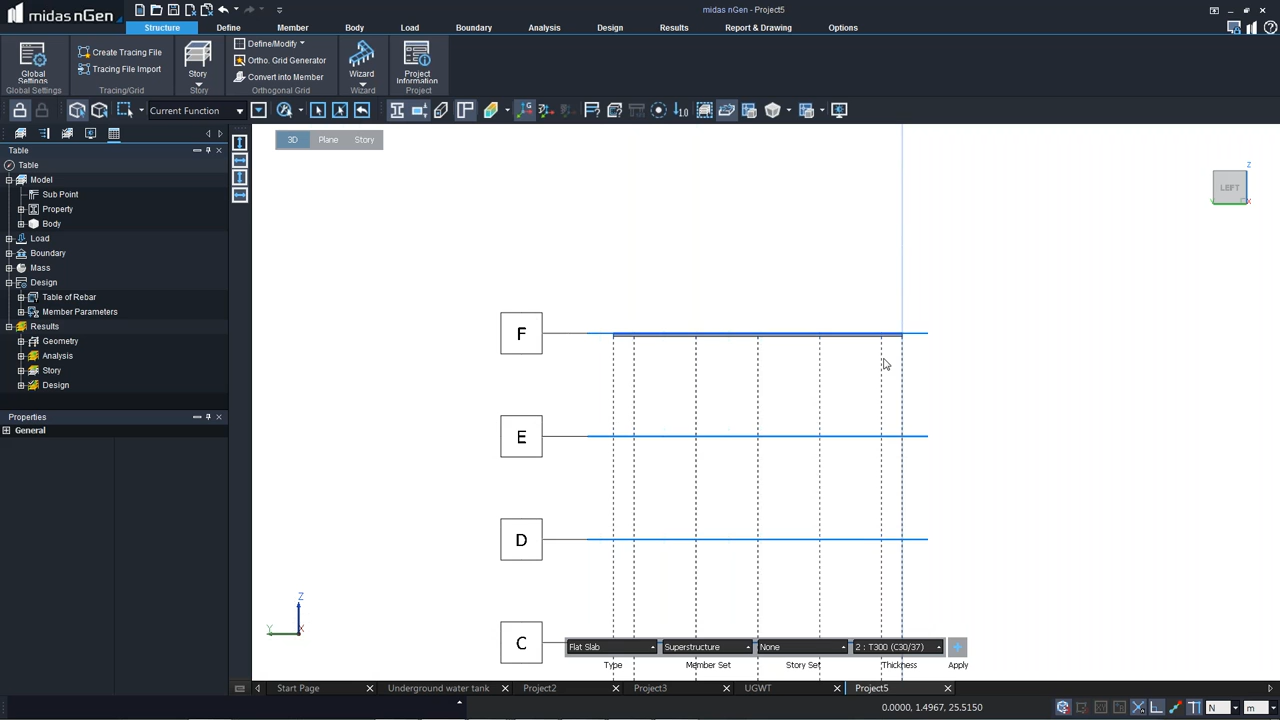 midas nGen
midas nGen - Project5
Structure Define Member Body Load Boundary Analysis Design Results Report & Drawing Options
Global Settings
Create Tracing File
Tracing File Import
Story
Define/Modify
Ortho. Grid Generator
Convert into Member
Wizard
Project Information
Global Settings Tracing/Grid Story Orthogonal Grid Wizard Project
Current Function
1.0
3D Plane Story
Table
Table
Model
Sub Point
Property
Body
Load
Boundary
Mass
Design
Table of Rebar
Member Parameters
Results
Geometry
Analysis
Story
Design
Properties
General
Z
LEFT
Y X
F
E
D
C
Z
Y X
Flat Slab Superstructure None 2 : T300 (C30/37)
Type Member Set Story Set Thickness Apply
Start Page Underground water tank Project2 Project3 UGWT Project5
0.0000, 1.4967, 25.5150 N m